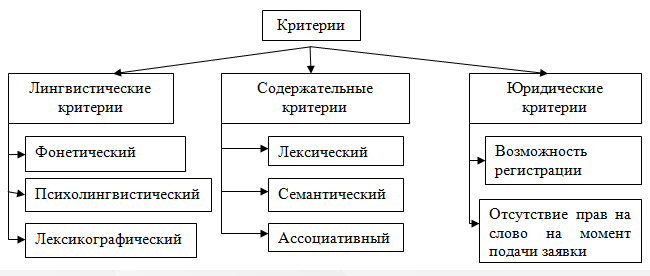 Критерии
Лингвистические
критерии
Фонетический
Психолингвистический
Лексикографический
Содержательные
критерии
Лексический
Семантический
Ассоциативный
Юридические
критерии
Возможность
регистрации
Отсутствие прав на
слово на момент
подачи заявки